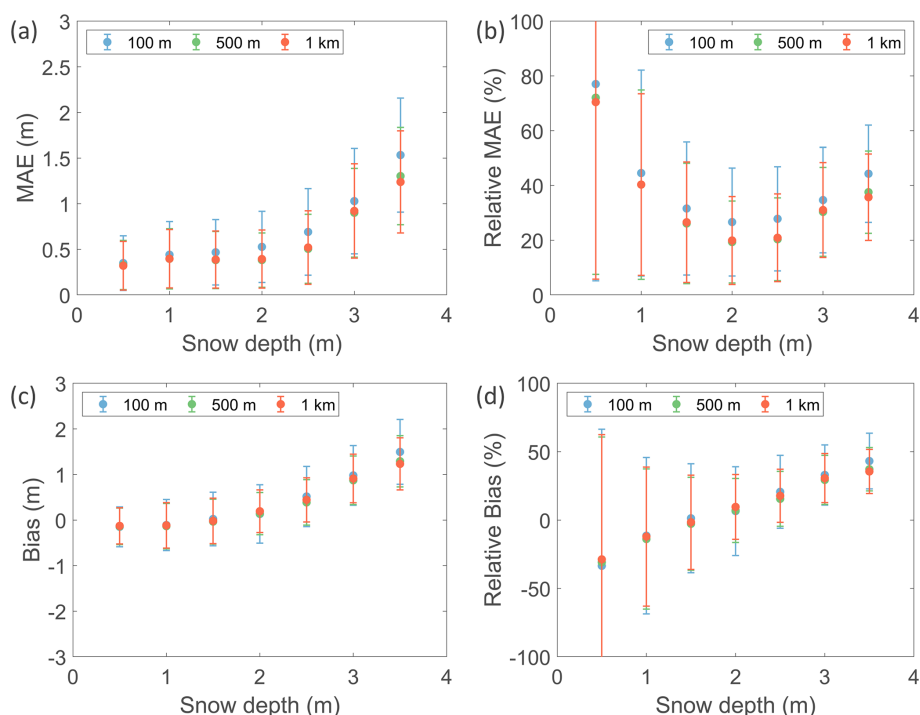 (a)
3
2.5
2
1.5
1
0.5
0
MAE (m)
100 m 500 m 1 km
0 1 2 3 4
Snow depth (m)
(b)
100
80
60
40
20
0
Relative MAE (%)
100 m 500 m 1 km
0 1 2 3 4
Snow depth (m)
(c)
3
2
1
0
-1
-2
-3
Bias (m)
100 m 500 m 1 km
0 1 2 3 4
Snow depth (m)
(d)
100
50
0
-50
-100
Relative Bias (%)
100 m 500 m 1 km
0 1 2 3 4
Snow depth (m)